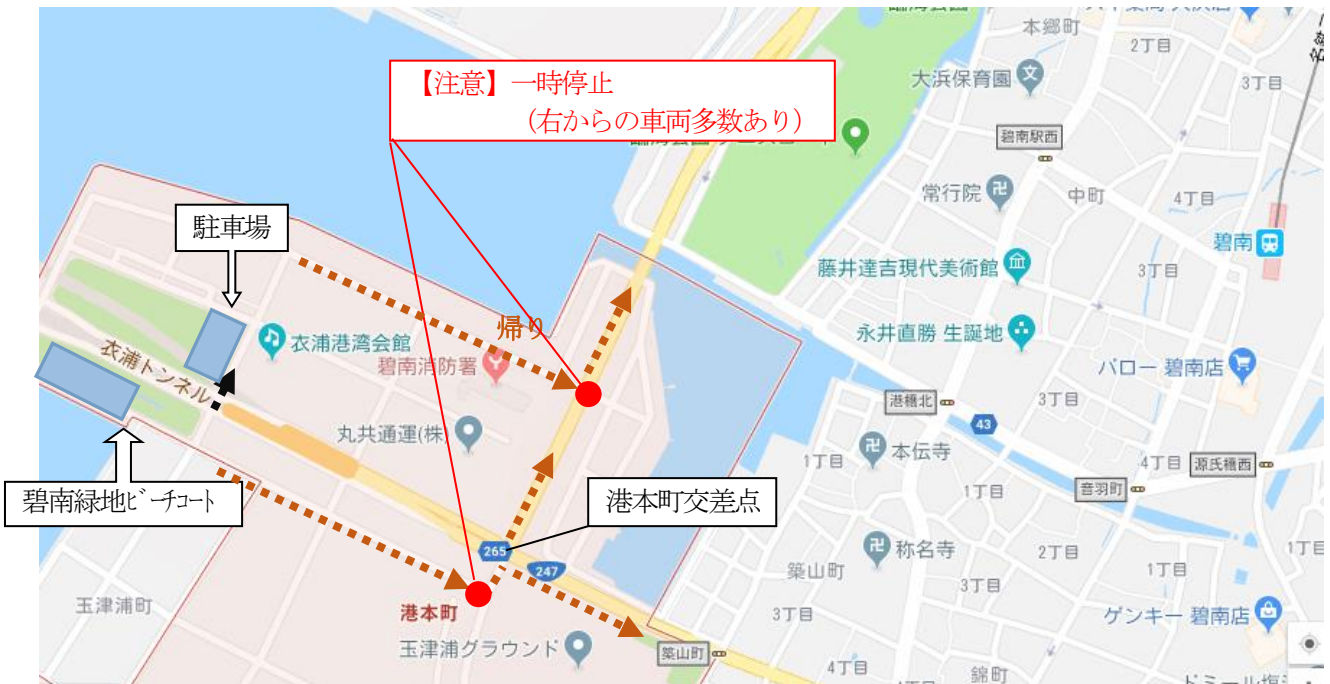 本郷町
2丁目
大浜保育園
3丁目
【注意】一時停止
(右からの車両多数あり)
碧南駅西
常行院
中町
4丁目
駐車場
碧南
藤井達吉現代美術館
3丁目
帰り
衣浦港湾会館
永井直勝 生誕地
衣浦トンネル
碧南消防署
バロー 碧南店
港橋北
3丁目
43
丸共通運(株)
本伝寺
1丁目
4丁目
源氏橋西
碧南緑地ﾋﾞｰﾁｺｰﾄ
1丁目
音羽町
港本町交差点
265
称名寺
2丁目
1丁目
247
築山町
1丁目
3丁目
玉津浦町
港本町
3丁目
ゲンキー 碧南店
玉津浦グラウンド
築山町
4丁目
錦町